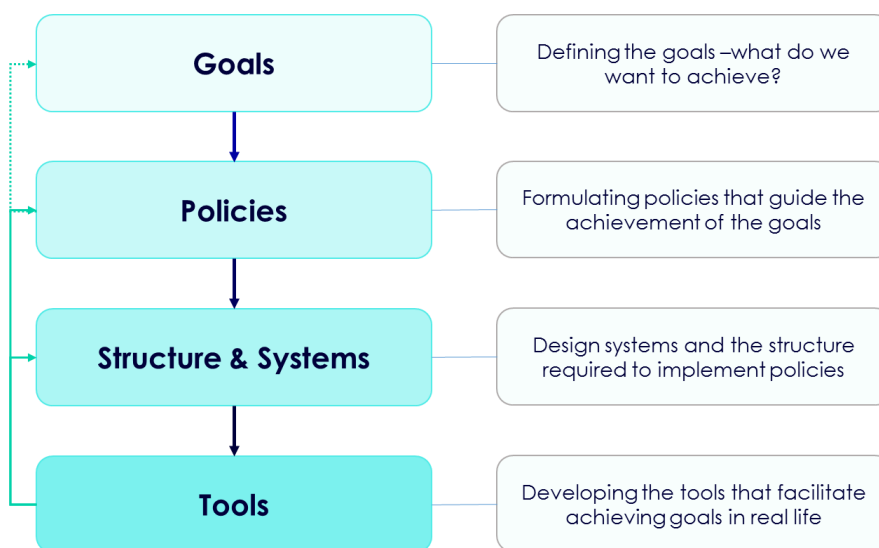 Goals
Defining the goals –what do we
want to achieve?
Policies
Formulating policies that guide the
achievement of the goals
Structure & Systems
Design systems and the structure
required to implement policies
Tools
Developing the tools that facilitate
achieving goals in real life